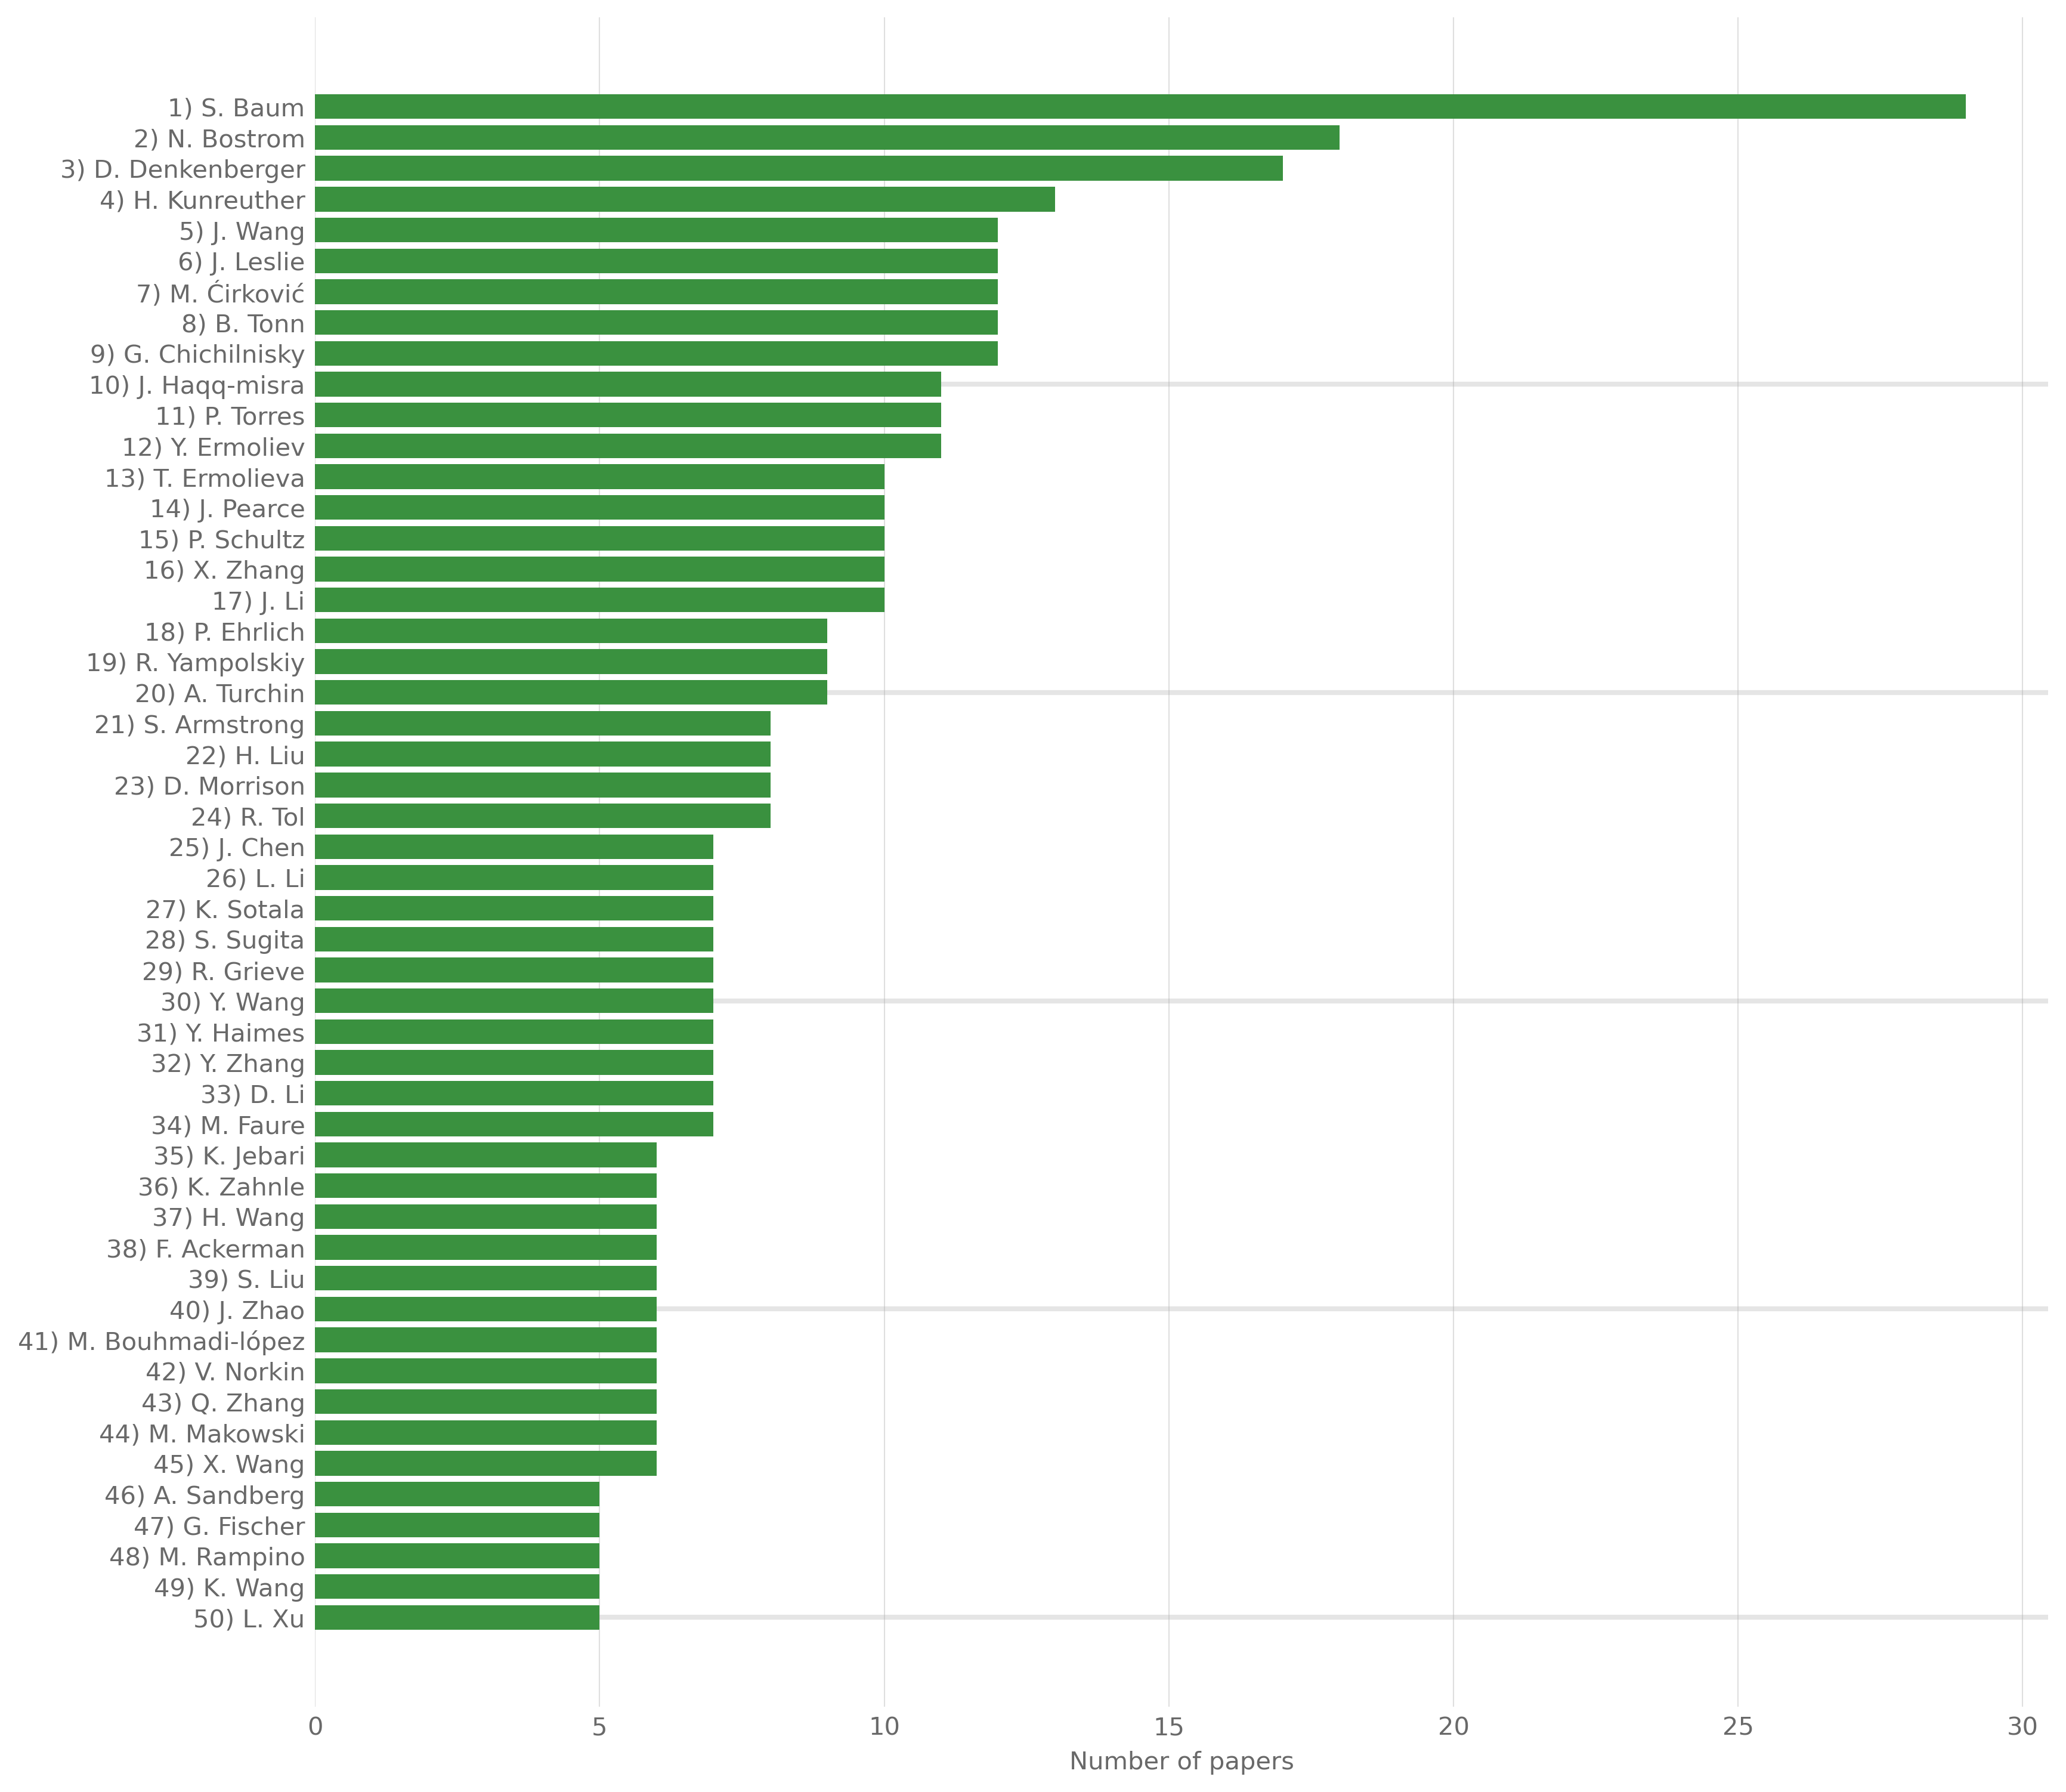 1) S. Baum
2) N. Bostrom
3) D. Denkenberger
4) H. Kunreuther
5) J. Wang
6) J. Leslie
7) M. Ćirković
8) B. Tonn
9) G. Chichilnisky
10) J. Haqq-misra
11) P. Torres
12) Y. Ermoliev
13) T. Ermolieva
14) J. Pearce
15) P. Schultz
16) X. Zhang
17) J. Li
18) P. Ehrlich
19) R. Yampolskiy
20) A. Turchin
21) S. Armstrong
22) H. Liu
23) D. Morrison
24) R. Tol
25) J. Chen
26) L. Li
27) K. Sotala
28) S. Sugita
29) R. Grieve
30) Y. Wang
31) Y. Haimes
32) Y. Zhang
33) D. Li
34) M. Faure
35) K. Jebari
36) K. Zahnle
37) H. Wang
38) F. Ackerman
39) S. Liu
40) J. Zhao
41) M. Bouhmadi-lópez
42) V. Norkin
43) Q. Zhang
44) M. Makowski
45) X. Wang
46) A. Sandberg
47) G. Fischer
48) M. Rampino
49) K. Wang
50) L. Xu
0 5 10 15 20 25 30
Number of papers